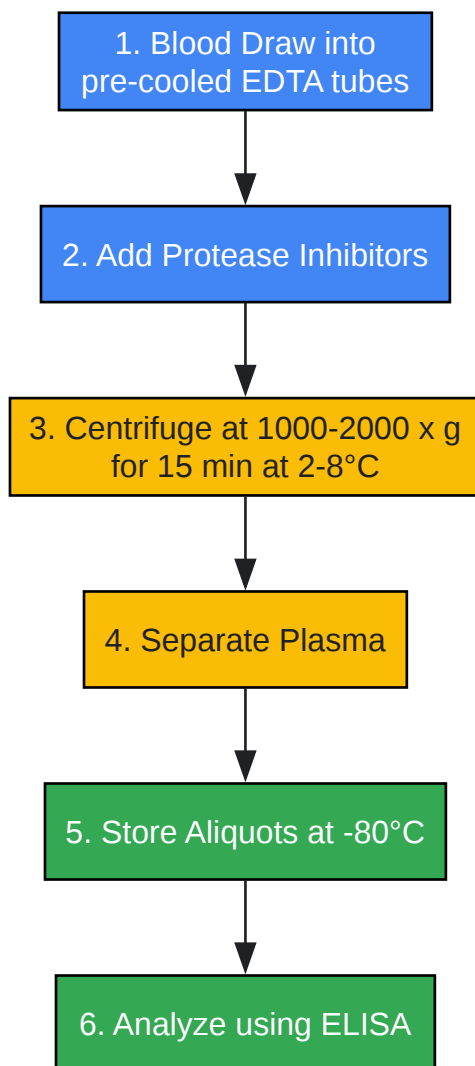 1. Blood Draw into
pre-cooled EDTA tubes
2. Add Protease Inhibitors
3. Centrifuge at 1000-2000 x g
for 15 min at 2-8°C
4. Separate Plasma
5. Store Aliquots at -80°C
6. Analyze using ELISA